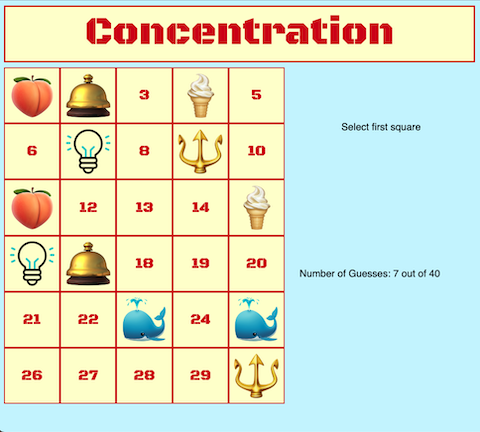 Concentration
3 5
Select first square
6 8 10
12 13 14
18 19 20
Number of Guesses: 7 out of 40
21 22 24
26 27 28 29